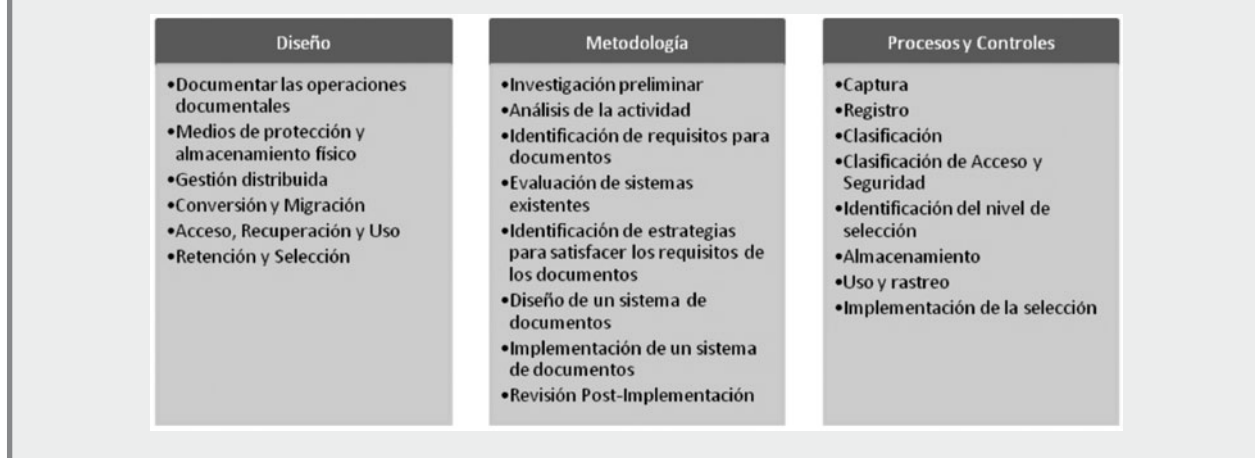 Diseño
•Documentar las operaciones
documentales
•Medios de protección y
almacenamiento físico
•Gestión distribuida
•Conversión y Migración
•Acceso, Recuperación y Uso
•Retención y Selección
Metodología
•Investigación preliminar
•Análisis de la actividad
•Identificación de requisitos para
documentos
•Evaluación de sistemas
existentes
•Identificación de estrategias
para satisfacer los requisitos de
los documentos
•Diseño de un sistema de
documentos
•Implementación de un sistema
de documentos
•Revisión Post-Implementación
Procesos y Controles
•Captura
•Registro
•Clasificación
•Clasificación de Acceso y
Seguridad
•Identificación del nivel de
selección
•Almacenamiento
•Uso y rastreo
•Implementación de la selección